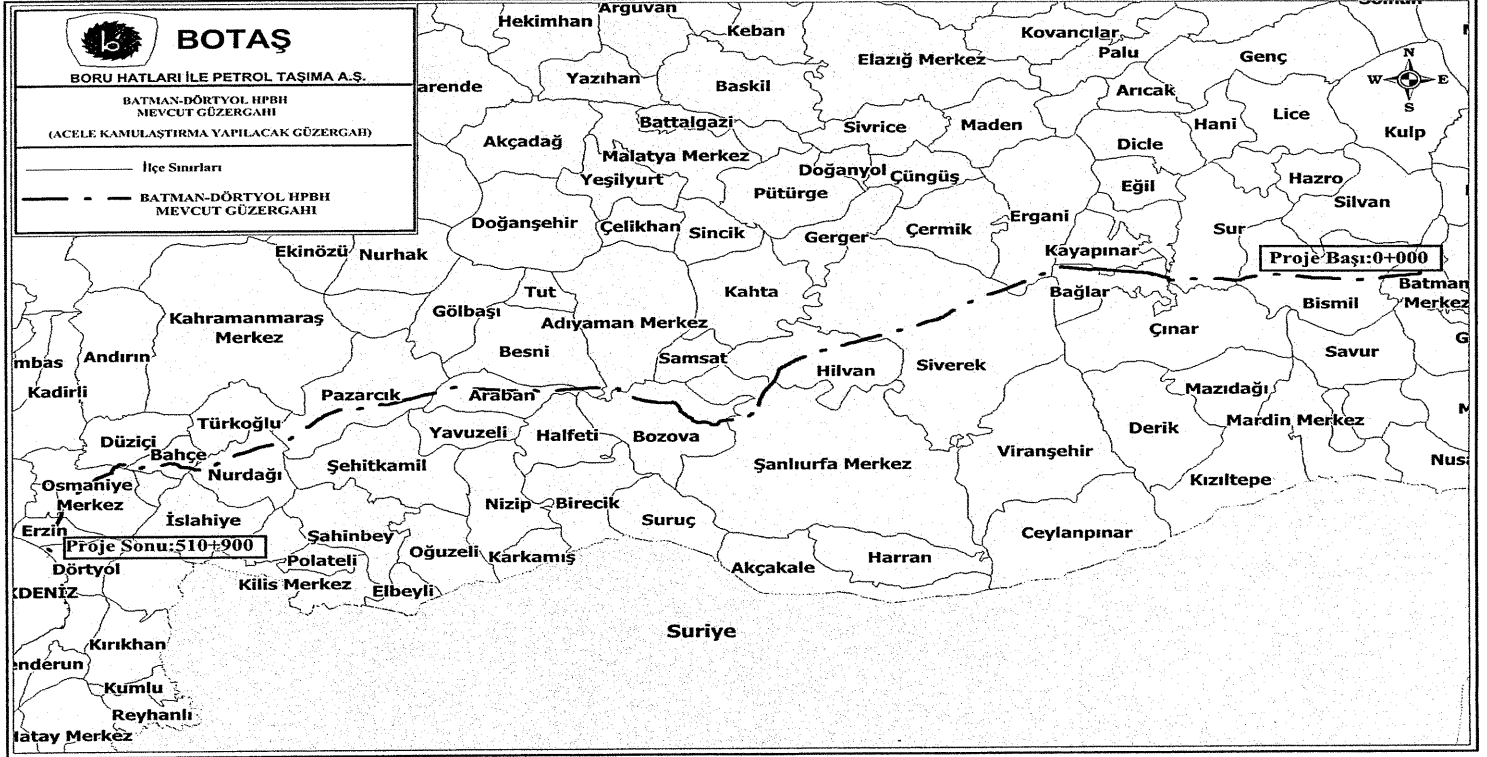 BOTAŞ
BORU HATLARI İLE PETROL TAŞIMA A.Ş.
BATMAN-DÖRTYOL HPBH
MEVCUT GÜZERGAHI
(ACELE KAMULAŞTIRMA YAPILACAK GÜZERGAH)
İlçe Sınırları
BATMAN-DÖRTYOL HPBH
MEVCUT GÜZERGAHI
Hekimhan
Arguvan
Keban
Elazığ Merkez
Kovancılar
Palu
Genç
N
W
E
S
arende
Yazıhan
Baskil
Arıcak
Akçadağ
Battalgazi
Sivrice
Maden
Dicle
Hani
Lice
Kulp
Malatya Merkez
Yeşilyurt
Doğanyol
Pütürge
Çüngüş
Eğil
Hazro
Silvan
Doğanşehir
Çelikhan
Sincik
Gerger
Çermik
Ergani
Kayapınar
Sur
Ekinözü
Nurhak
Proje Başı:0+000
Tut
Kahta
Bağlar
Bismil
Batman
Merkez
Kahramanmaraş
Merkez
Gölbaşı
Adıyaman Merkez
Çınar
Andırın
Besni
Samsat
Hilvan
Siverek
Savur
mbas
Kadirli
Pazarcık
Araban
Mazıdağı
Türkoğlu
Mardin Merkez
Düziçi
Bahçe
Yavuzeli
Halfeti
Bozova
Derik
Viranşehir
Nurdağı
Şehitkamil
Şanlıurfa Merkez
Nusa
Osmaniye
Merkez
Kızıltepe
İslahiye
Nizip
Birecik
Suruç
Erzin
Şahinbey
Ceylanpınar
Proje Sonu:510+900
Polateli
Oğuzeli
Karkamış
Akçakale
Harran
Dörtyol
Kilis Merkez
Elbeyli
KDENİZ
Suriye
Kırıkhan
enderun
Kumlu
Reyhanlı
Hatay Merkez